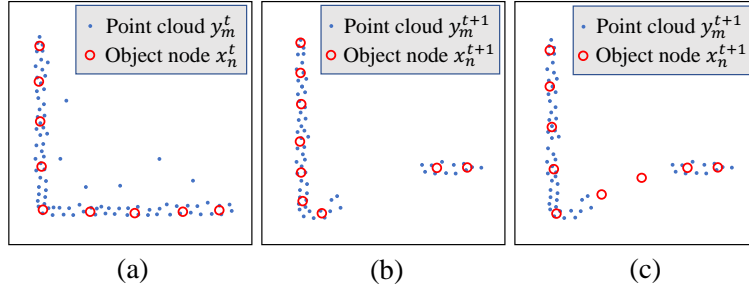 Point cloud $y_m^t$
Object node $x_n^t$
(a)
Point cloud $y_m^{t+1}$
Object node $x_n^{t+1}$
(b)
Point cloud $y_m^{t+1}$
Object node $x_n^{t+1}$
(c)